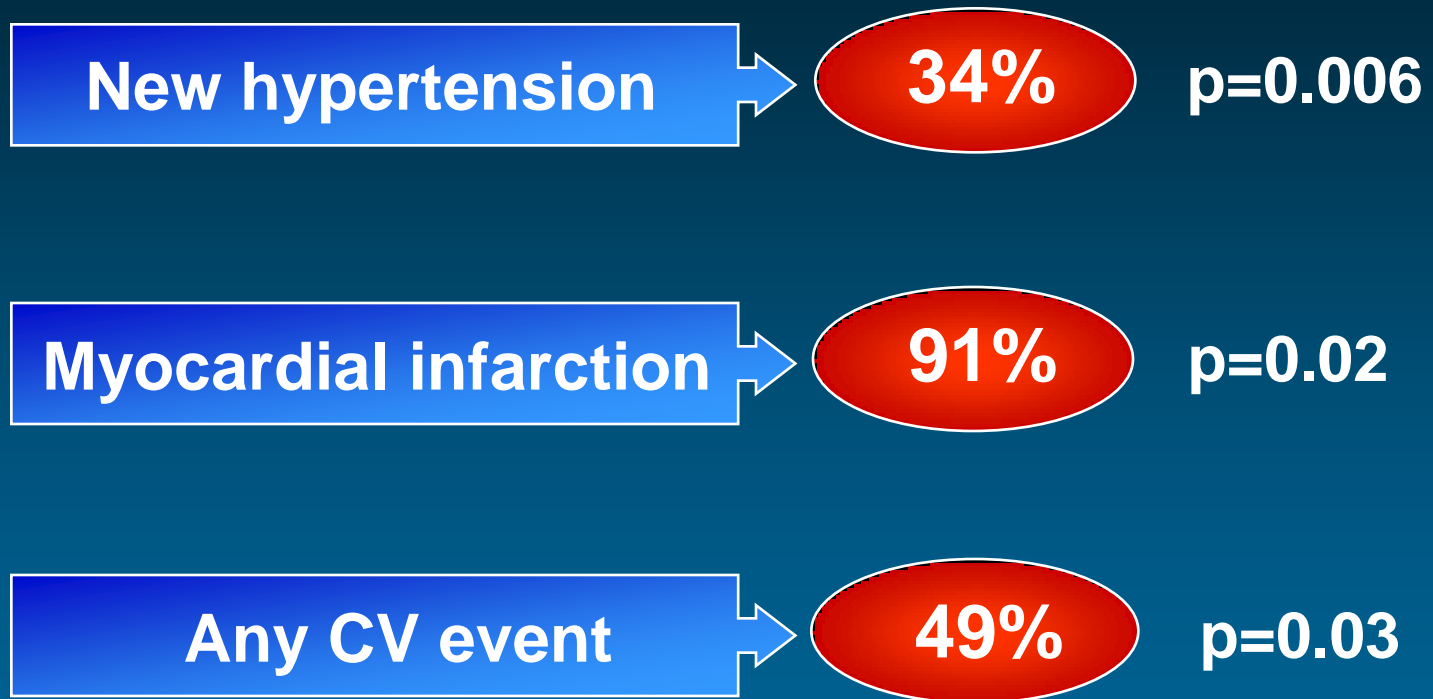 New hypertension 34% p=0.006
Myocardial infarction 91% p=0.02
Any CV event 49% p=0.03